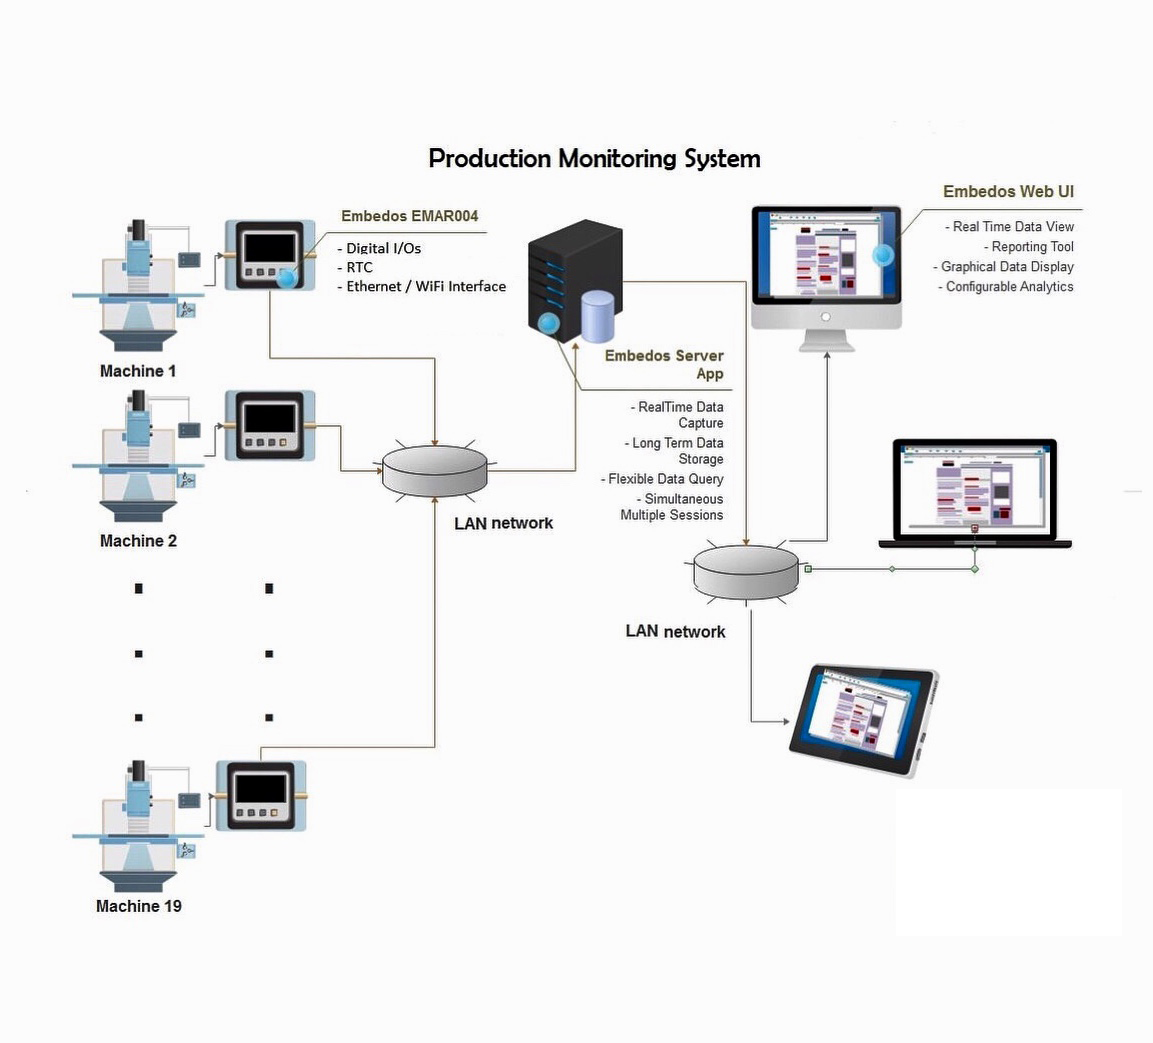 Production Monitoring System
Embedos EMAR004
- Digital I/Os
- RTC
- Ethernet / WiFi Interface
Machine 1
Machine 2
Machine 19
LAN network
Embedos Server
App
- RealTime Data
Capture
- Long Term Data
Storage
- Flexible Data Query
- Simultaneous
Multiple Sessions
LAN network
Embedos Web UI
- Real Time Data View
- Reporting Tool
- Graphical Data Display
- Configurable Analytics